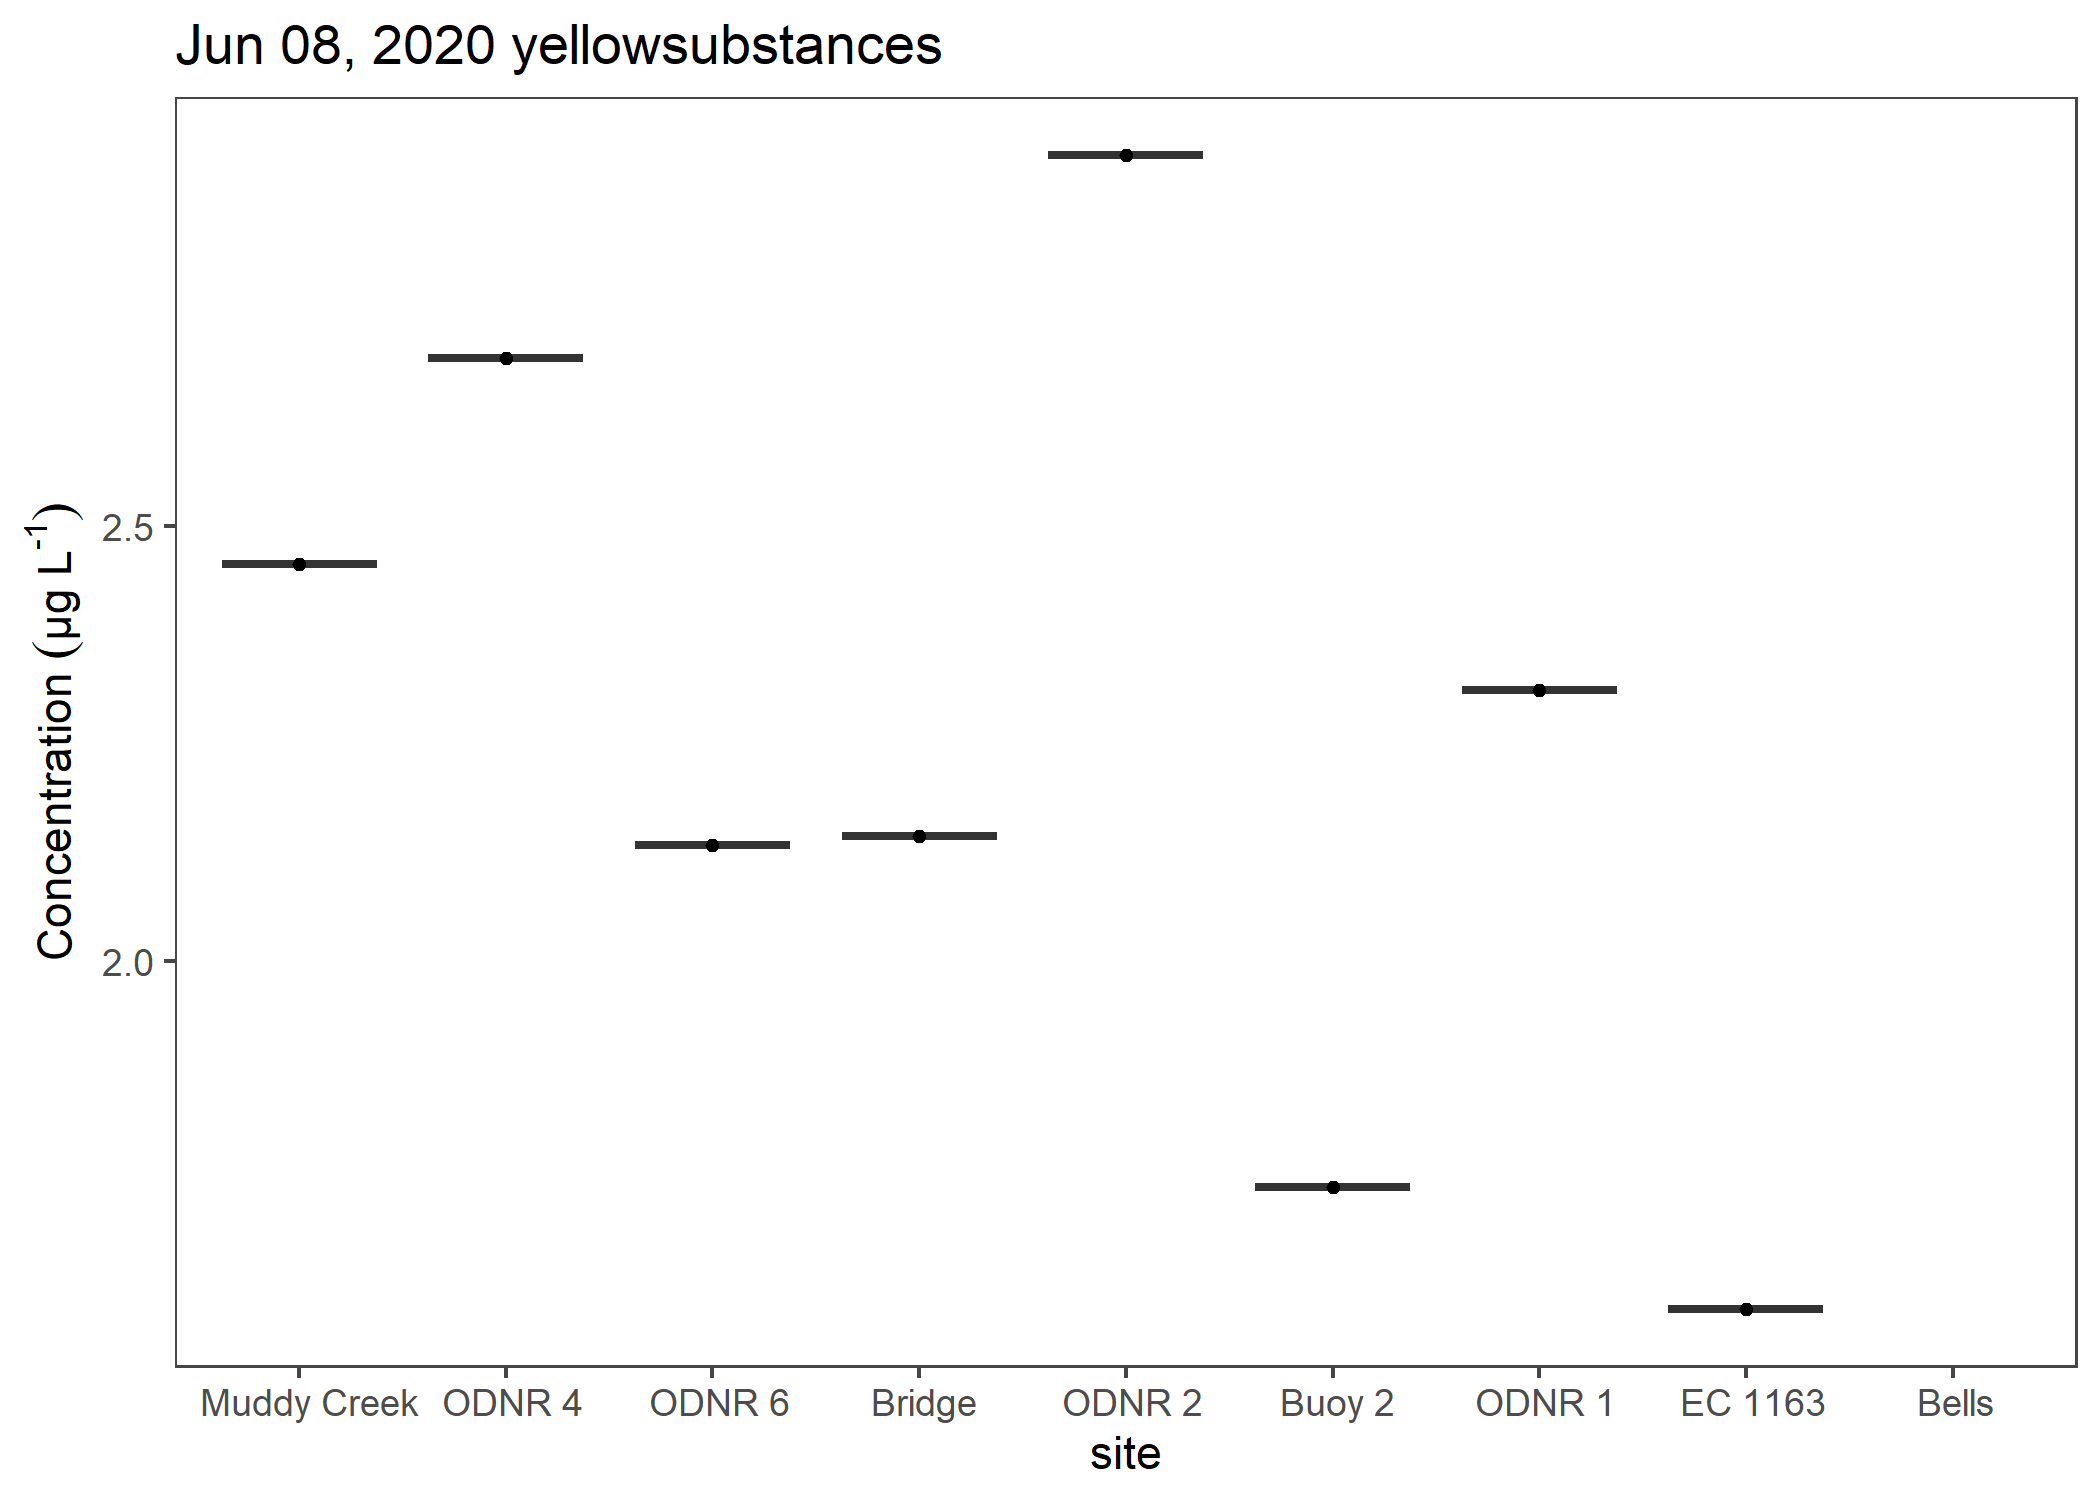 Jun 08, 2020 yellowsubstances
Concentration (µg L⁻¹)
2.5
2.0
Muddy Creek ODNR 4 ODNR 6 Bridge ODNR 2 Buoy 2 ODNR 1 EC 1163 Bells
site